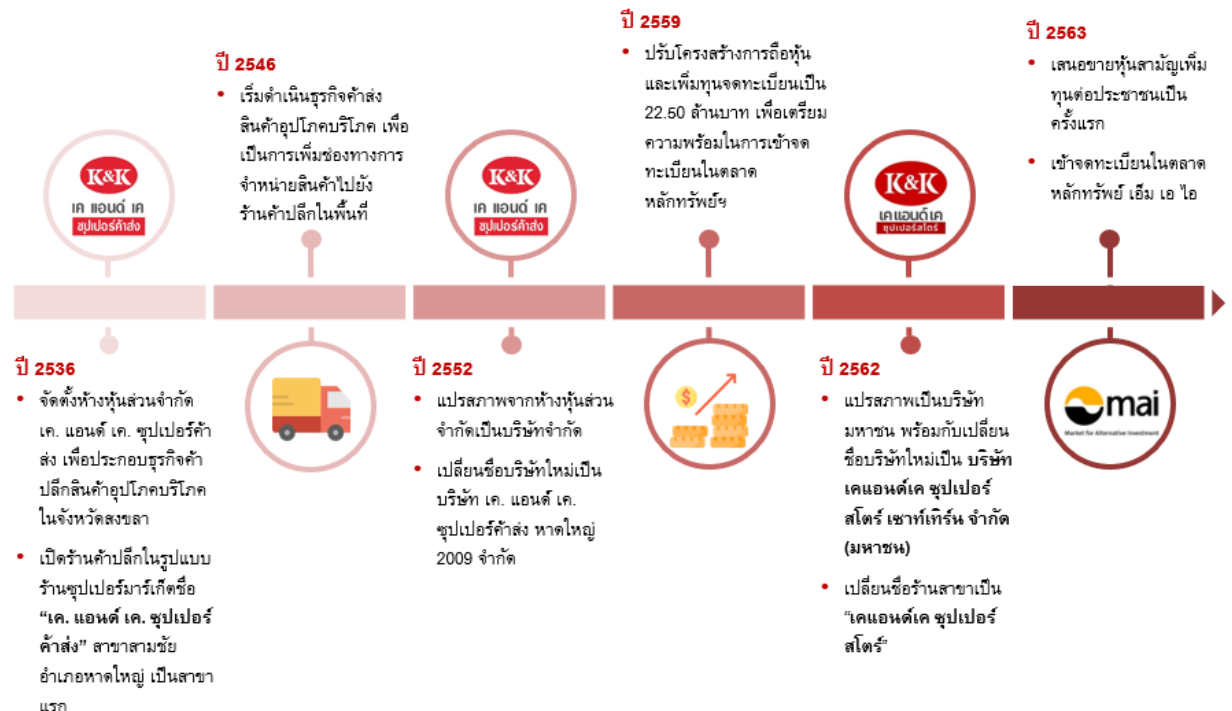 ปี 2536
• จัดตั้งห้างหุ้นส่วนจำกัด
เค. แอนด์ เค. ซุปเปอร์ค้า
ส่ง เพื่อประกอบธุรกิจค้า
ปลีกสินค้าอุปโภคบริโภค
ในจังหวัดสงขลา
• เปิดร้านค้าปลีกในรูปแบบ
ร้านซุปเปอร์มาร์เก็ตชื่อ
“เค. แอนด์ เค. ซุปเปอร์
ค้าส่ง” สาขาสามชัย
อำเภอหาดใหญ่ เป็นสาขา
แรก
K&K
เค แอนด์ เค
ซุปเปอร์ค้าส่ง
ปี 2546
• เริ่มดำเนินธุรกิจค้าส่ง
สินค้าอุปโภคบริโภค เพื่อ
เป็นการเพิ่มช่องทางการ
จำหน่ายสินค้าไปยัง
ร้านค้าปลีกในพื้นที่
K&K
เค แอนด์ เค
ซุปเปอร์ค้าส่ง
ปี 2552
• แปรสภาพจากห้างหุ้นส่วน
จำกัดเป็นบริษัทจำกัด
• เปลี่ยนชื่อบริษัทใหม่เป็น
บริษัท เค. แอนด์ เค.
ซุปเปอร์ค้าส่ง หาดใหญ่
2009 จำกัด
ปี 2559
• ปรับโครงสร้างการถือหุ้น
และเพิ่มทุนจดทะเบียนเป็น
22.50 ล้านบาท เพื่อเตรียม
ความพร้อมในการเข้าจด
ทะเบียนในตลาด
หลักทรัพย์ฯ
$
K&K
เคแอนด์เค
ซุปเปอร์สโตร์
ปี 2562
• แปรสภาพเป็นบริษัท
มหาชน พร้อมกับเปลี่ยน
ชื่อบริษัทใหม่เป็น บริษัท
เคแอนด์เค ซุปเปอร์
สโตร์ เซาท์เทิร์น จำกัด
(มหาชน)
• เปลี่ยนชื่อร้านสาขาเป็น
“เคแอนด์เค ซุปเปอร์
สโตร์”
ปี 2563
• เสนอขายหุ้นสามัญเพิ่ม
ทุนต่อประชาชนเป็น
ครั้งแรก
• เข้าจดทะเบียนในตลาด
หลักทรัพย์ เอ็ม เอ ไอ
mai
Market for Alternative Investment